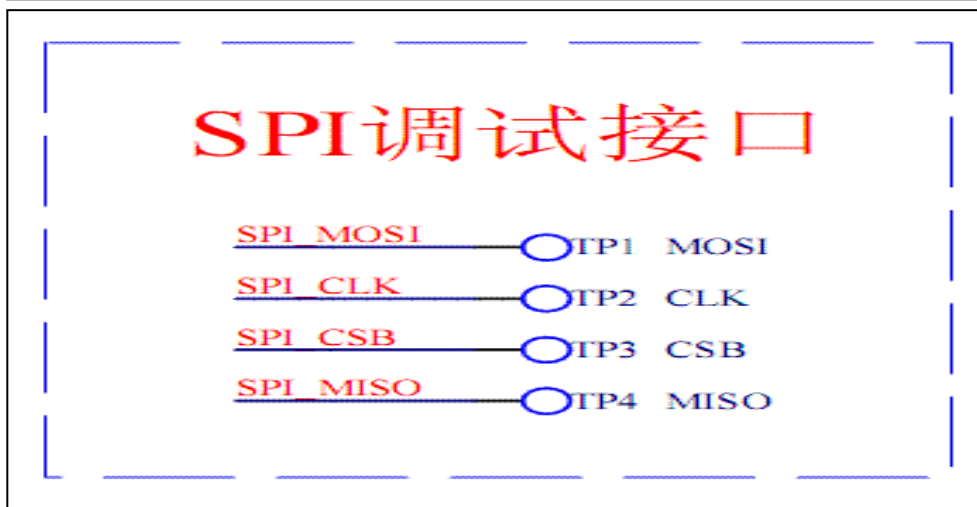 SPI调试接口
SPI_MOSI TP1 MOSI
SPI_CLK TP2 CLK
SPI_CSB TP3 CSB
SPI_MISO TP4 MISO